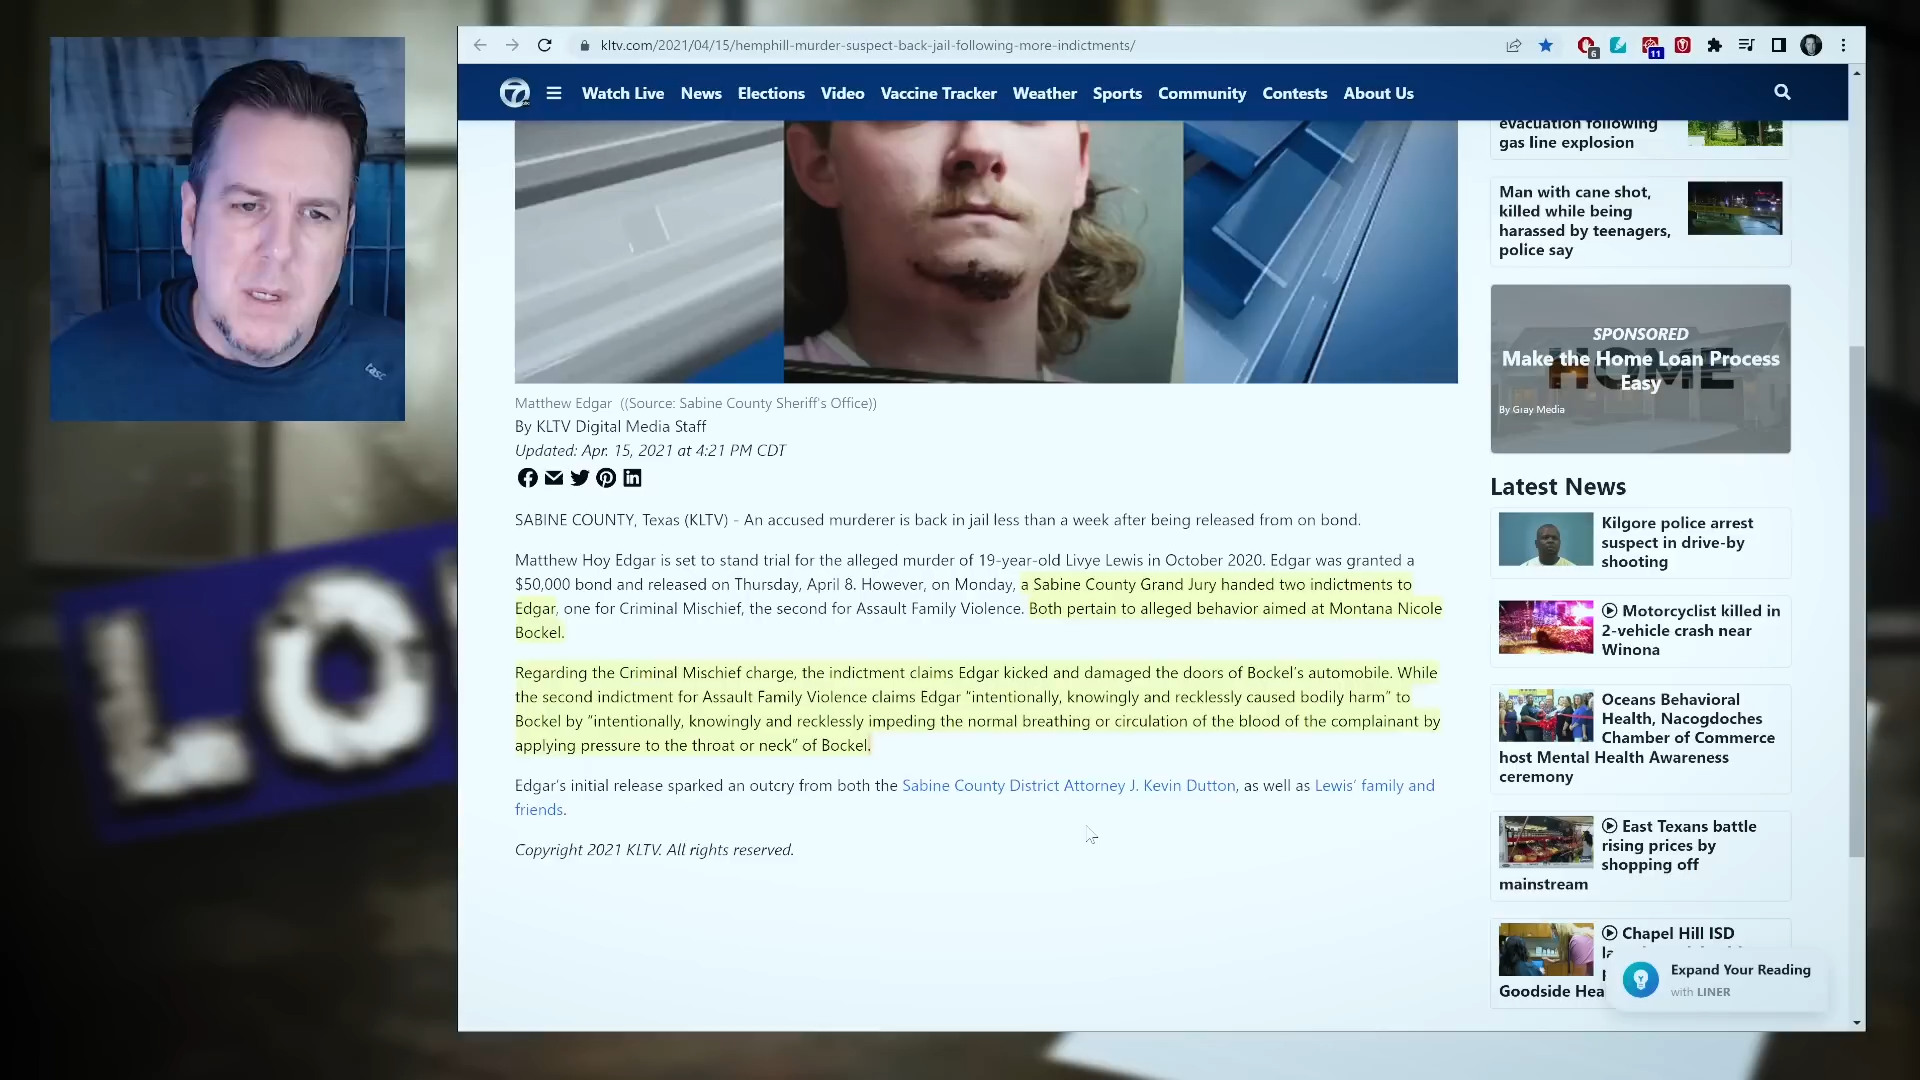 kltv.com/2021/04/15/hemphill-murder-suspect-back-jail-following-more-indictments/
6
11
7
Watch Live
News
Elections
Video
Vaccine Tracker
Weather
Sports
Community
Contests
About Us
Matthew Edgar ((Source: Sabine County Sheriff's Office))
By KLTV Digital Media Staff
Updated: Apr. 15, 2021 at 4:21 PM CDT
SABINE COUNTY, Texas (KLTV) - An accused murderer is back in jail less than a week after being released from on bond.
Matthew Hoy Edgar is set to stand trial for the alleged murder of 19-year-old Livye Lewis in October 2020. Edgar was granted a
$50,000 bond and released on Thursday, April 8. However, on Monday, a Sabine County Grand Jury handed two indictments to
Edgar, one for Criminal Mischief, the second for Assault Family Violence. Both pertain to alleged behavior aimed at Montana Nicole
Bockel.
Regarding the Criminal Mischief charge, the indictment claims Edgar kicked and damaged the doors of Bockel's automobile. While
the second indictment for Assault Family Violence claims Edgar “intentionally, knowingly and recklessly caused bodily harm” to
Bockel by “intentionally, knowingly and recklessly impeding the normal breathing or circulation of the blood of the complainant by
applying pressure to the throat or neck” of Bockel.
Edgar's initial release sparked an outcry from both the Sabine County District Attorney J. Kevin Dutton, as well as Lewis' family and
friends.
Copyright 2021 KLTV. All rights reserved.
evacuation following
gas line explosion
Man with cane shot,
killed while being
harassed by teenagers,
police say
SPONSORED
HOME
Make the Home Loan Process
Easy
By Gray Media
Latest News
Kilgore police arrest
suspect in drive-by
shooting
Motorcyclist killed in
2-vehicle crash near
Winona
Oceans Behavioral
Health, Nacogdoches
Chamber of Commerce
host Mental Health Awareness
ceremony
East Texans battle
rising prices by
shopping off
mainstream
Chapel Hill ISD
Goodside Hea
Expand Your Reading
with LINER
tasc
LO